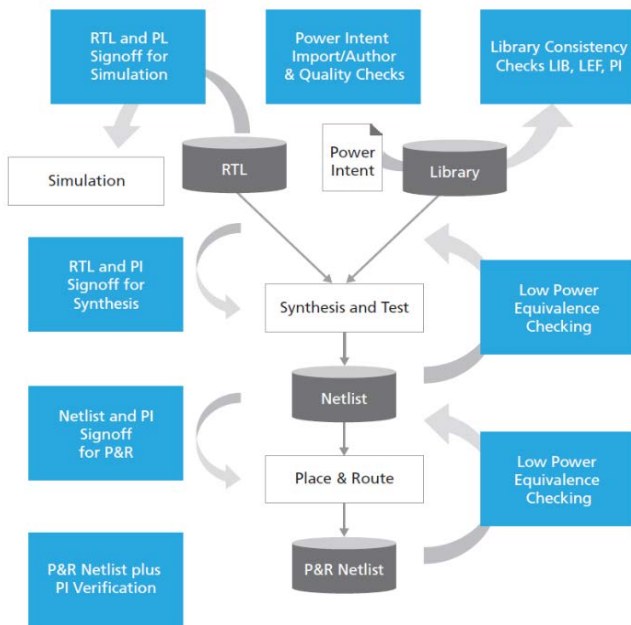 RTL and PL
Signoff for
Simulation
Power Intent
Import/Author
& Quality Checks
Library Consistency
Checks LIB, LEF, PI
Simulation
RTL
Power
Intent
Library
RTL and PI
Signoff for
Synthesis
Synthesis and Test
Low Power
Equivalence
Checking
Netlist
Netlist and PI
Signoff
for P&R
Place & Route
Low Power
Equivalence
Checking
P&R Netlist plus
PI Verification
P&R Netlist